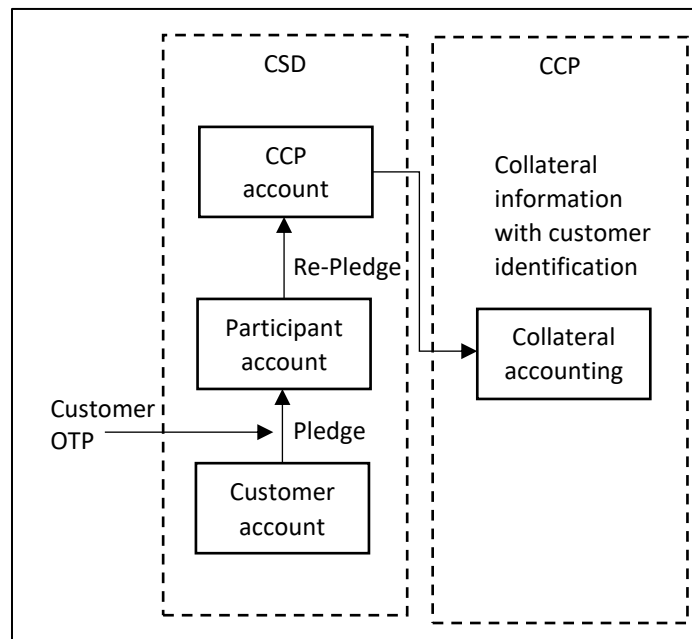 CSD
CCP
account
Re-Pledge
Participant
account
Customer
OTP
Pledge
Customer
account
CCP
Collateral
information
with customer
identification
Collateral
accounting